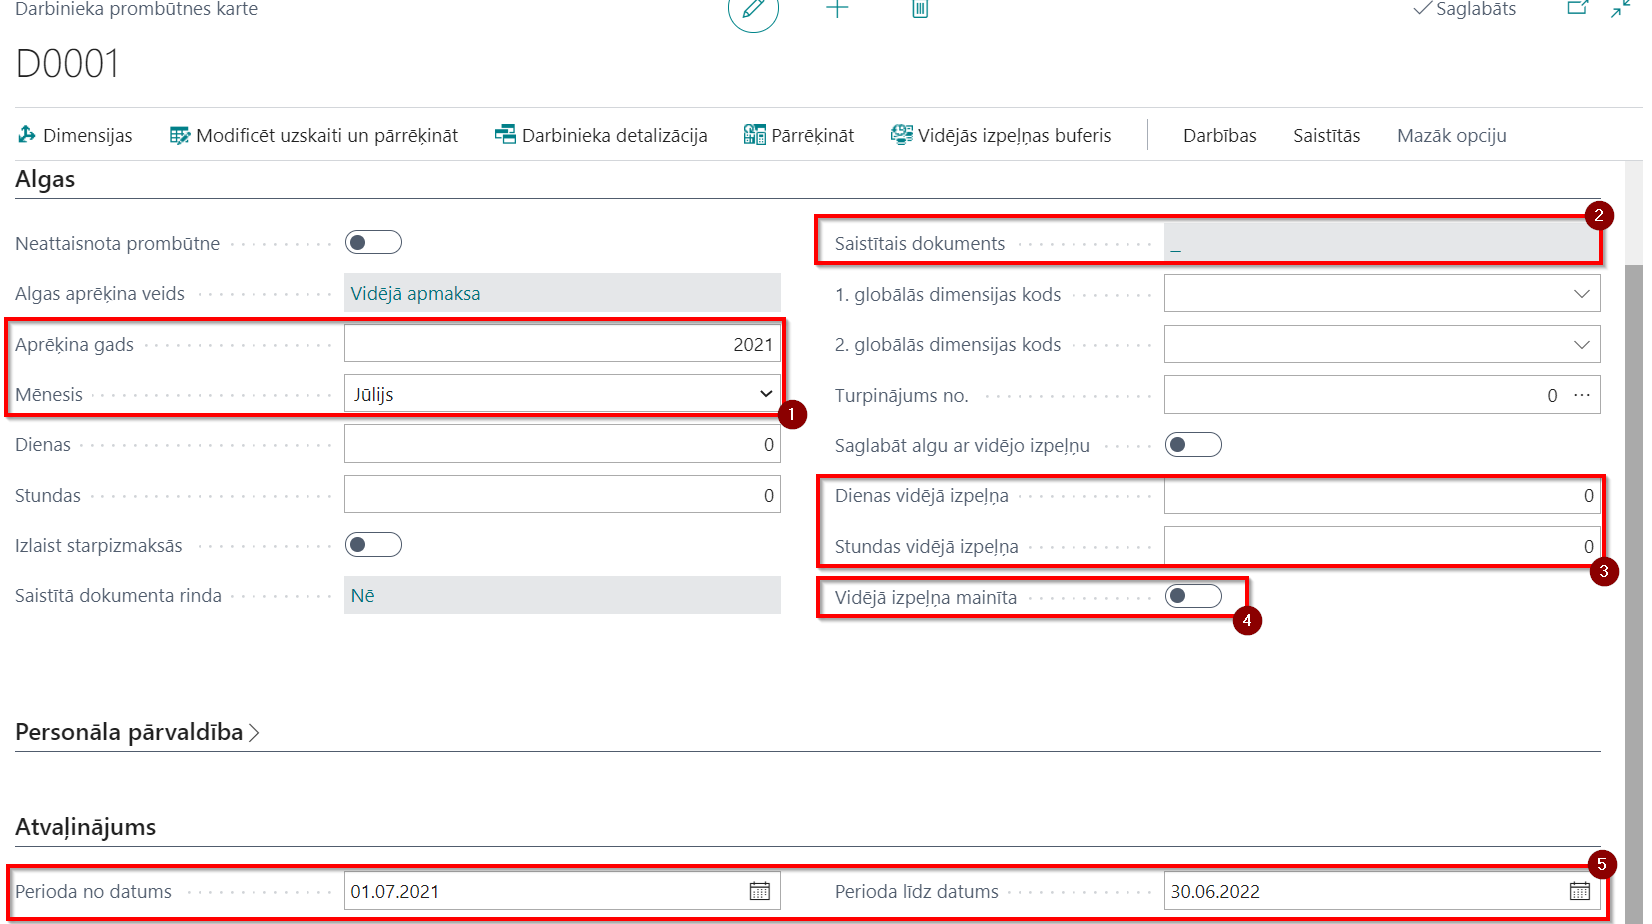 Darbinieka prombūtnes karte
Saglabāts
D0001
Dimensijas Modificēt uzskaiti un pārrēķināt Darbinieka detalizācija Pārrēķināt Vidējās izpeļņas buferis Darbības Saistītās Mazāk opciju
Algas
Neattaisnota prombūtne
Algas aprēķina veids Vidējā apmaksa
Aprēķina gads 2021
Mēnesis Jūlijs
1
Dienas 0
Stundas 0
Izlaist starpizmaksās
Saistītā dokumenta rinda Nē
2
Saistītais dokuments _
1. globālās dimensijas kods
2. globālās dimensijas kods
Turpinājums no. 0 ...
Saglabāt algu ar vidējo izpeļņu
Dienas vidējā izpeļņa 0
Stundas vidējā izpeļņa 0
3
Vidējā izpeļņa mainīta
4
Personāla pārvaldība
Atvaļinājums
5
Perioda no datums 01.07.2021
Perioda līdz datums 30.06.2022